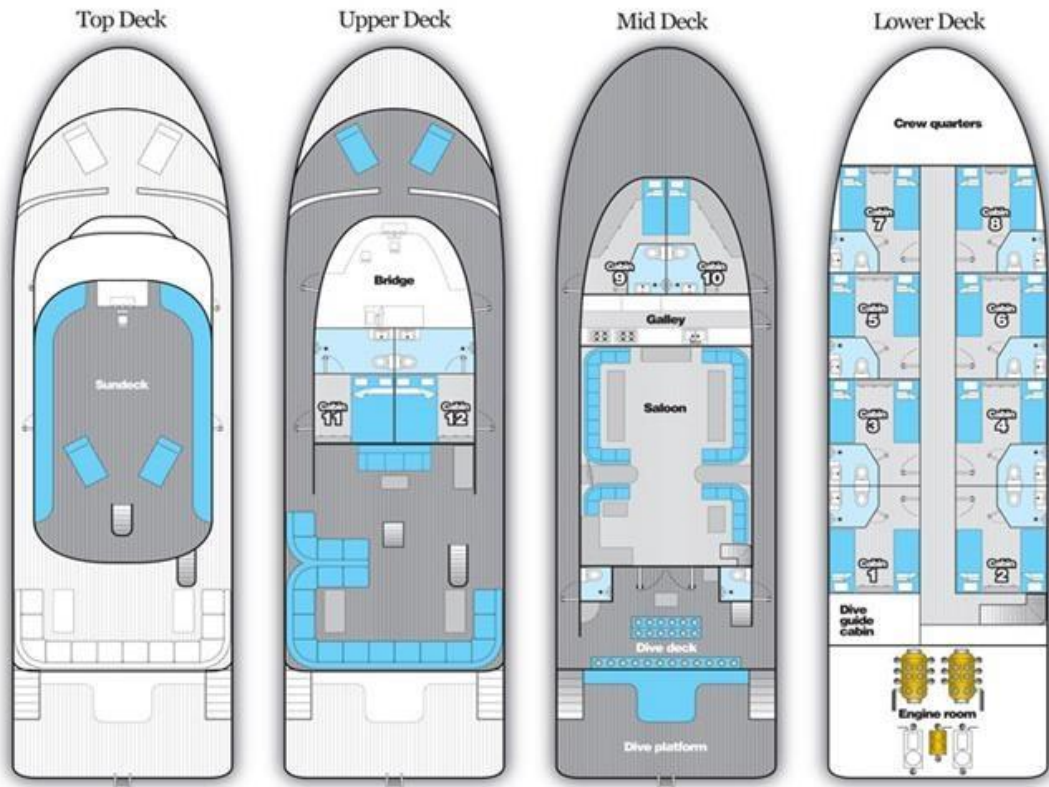 Top Deck
Upper Deck
Mid Deck
Lower Deck
Sundeck
Bridge
Cabin
11
Cabin
12
Cabin
9
Cabin
10
Galley
Saloon
Dive deck
Dive platform
Crew quarters
Cabin
7
Cabin
8
Cabin
5
Cabin
6
Cabin
3
Cabin
4
Cabin
1
Cabin
2
Dive
guide
cabin
Engine room